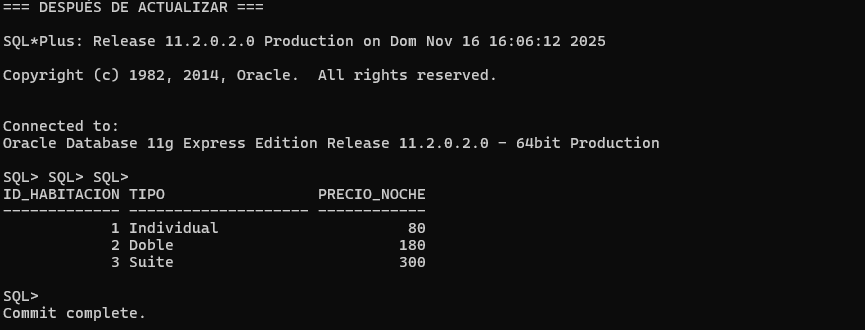 === DESPUÉS DE ACTUALIZAR ===
SQL*Plus: Release 11.2.0.2.0 Production on Dom Nov 16 16:06:12 2025
Copyright (c) 1982, 2014, Oracle.  All rights reserved.
Connected to:
Oracle Database 11g Express Edition Release 11.2.0.2.0 - 64bit Production
SQL> SQL> SQL>
ID_HABITACION TIPO                 PRECIO_NOCHE
------------- -------------------- ------------
            1 Individual                     80
            2 Doble                         180
            3 Suite                         300
SQL>
Commit complete.